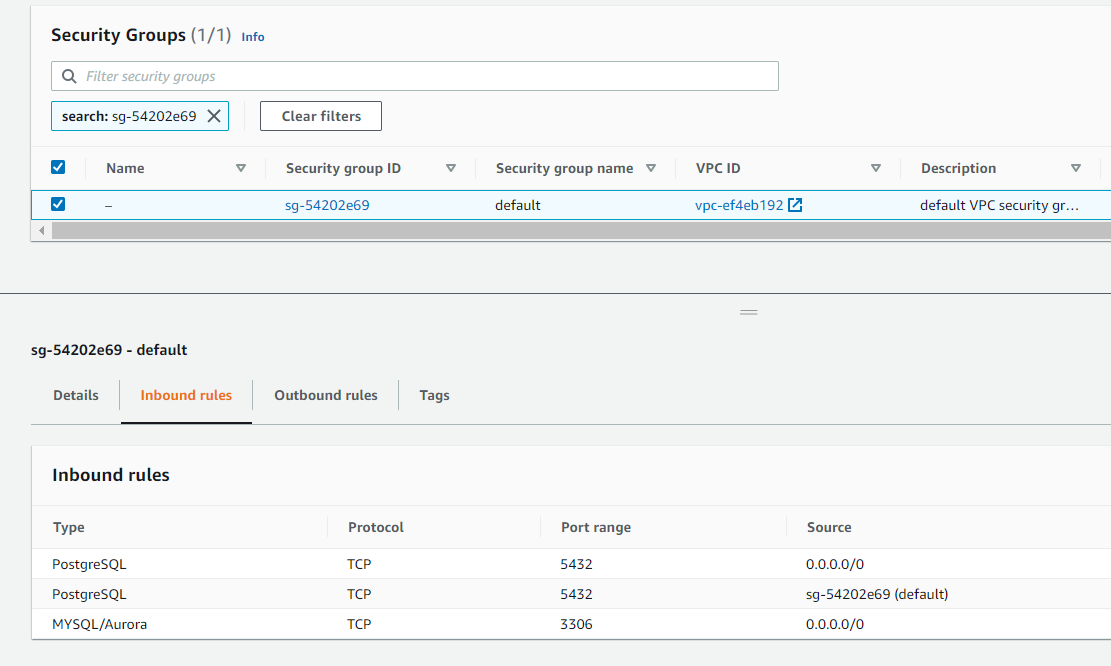 Security Groups (1/1) Info
Filter security groups
search: sg-54202e69 Clear filters
Name Security group ID Security group name VPC ID Description
– sg-54202e69 default vpc-ef4eb192 default VPC security gr...
sg-54202e69 - default
Details Inbound rules Outbound rules Tags
Inbound rules
Type Protocol Port range Source
PostgreSQL TCP 5432 0.0.0.0/0
PostgreSQL TCP 5432 sg-54202e69 (default)
MYSQL/Aurora TCP 3306 0.0.0.0/0